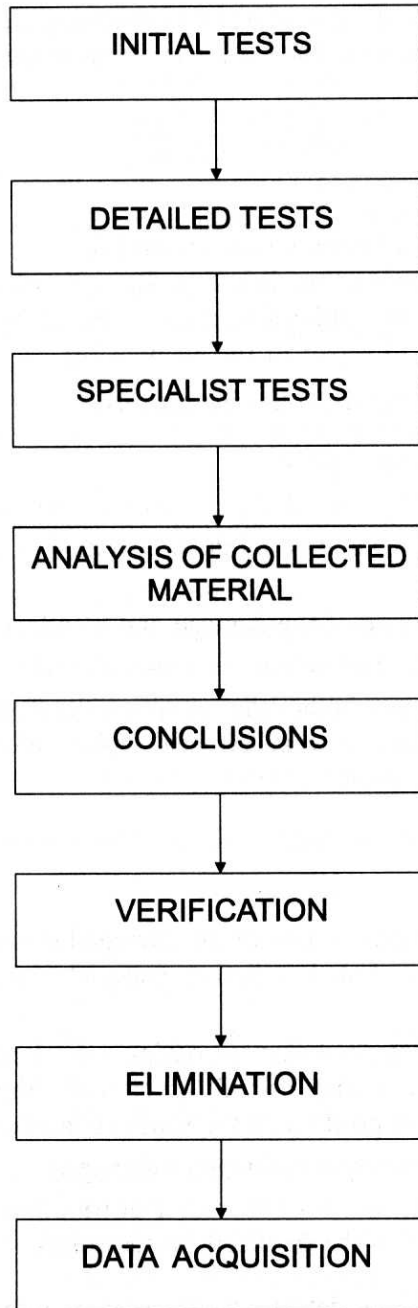 INITIAL TESTS
DETAILED TESTS
SPECIALIST TESTS
ANALYSIS OF COLLECTED
MATERIAL
CONCLUSIONS
VERIFICATION
ELIMINATION
DATA ACQUISITION